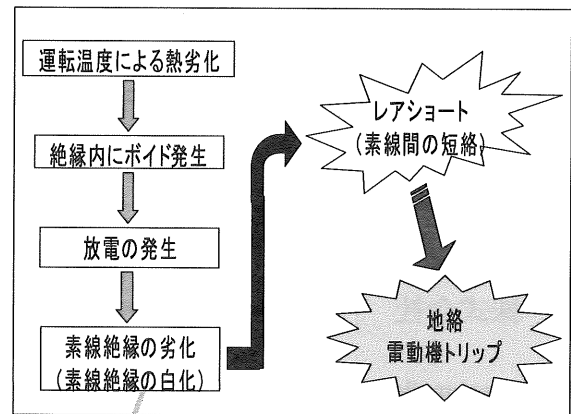 運転温度による熱劣化
絶縁内にボイド発生
放電の発生
素線絶縁の劣化
(素線絶縁の白化)
レアショート
(素線間の短絡)
地絡
電動機トリップ